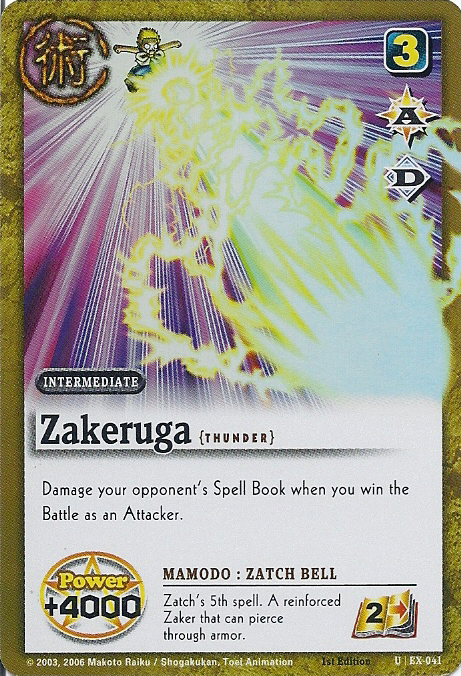 術
3
A
D
INTERMEDIATE
Zakeruga {THUNDER}
Damage your opponent's Spell Book when you win the
Battle as an Attacker.
Power
+4000
MAMODO : ZATCH BELL
Zatch's 5th spell. A reinforced
Zaker that can pierce
through armor.
2
© 2003, 2006 Makoto Raiku / Shogakukan, Toei Animation
1st Edition
U | EX-041